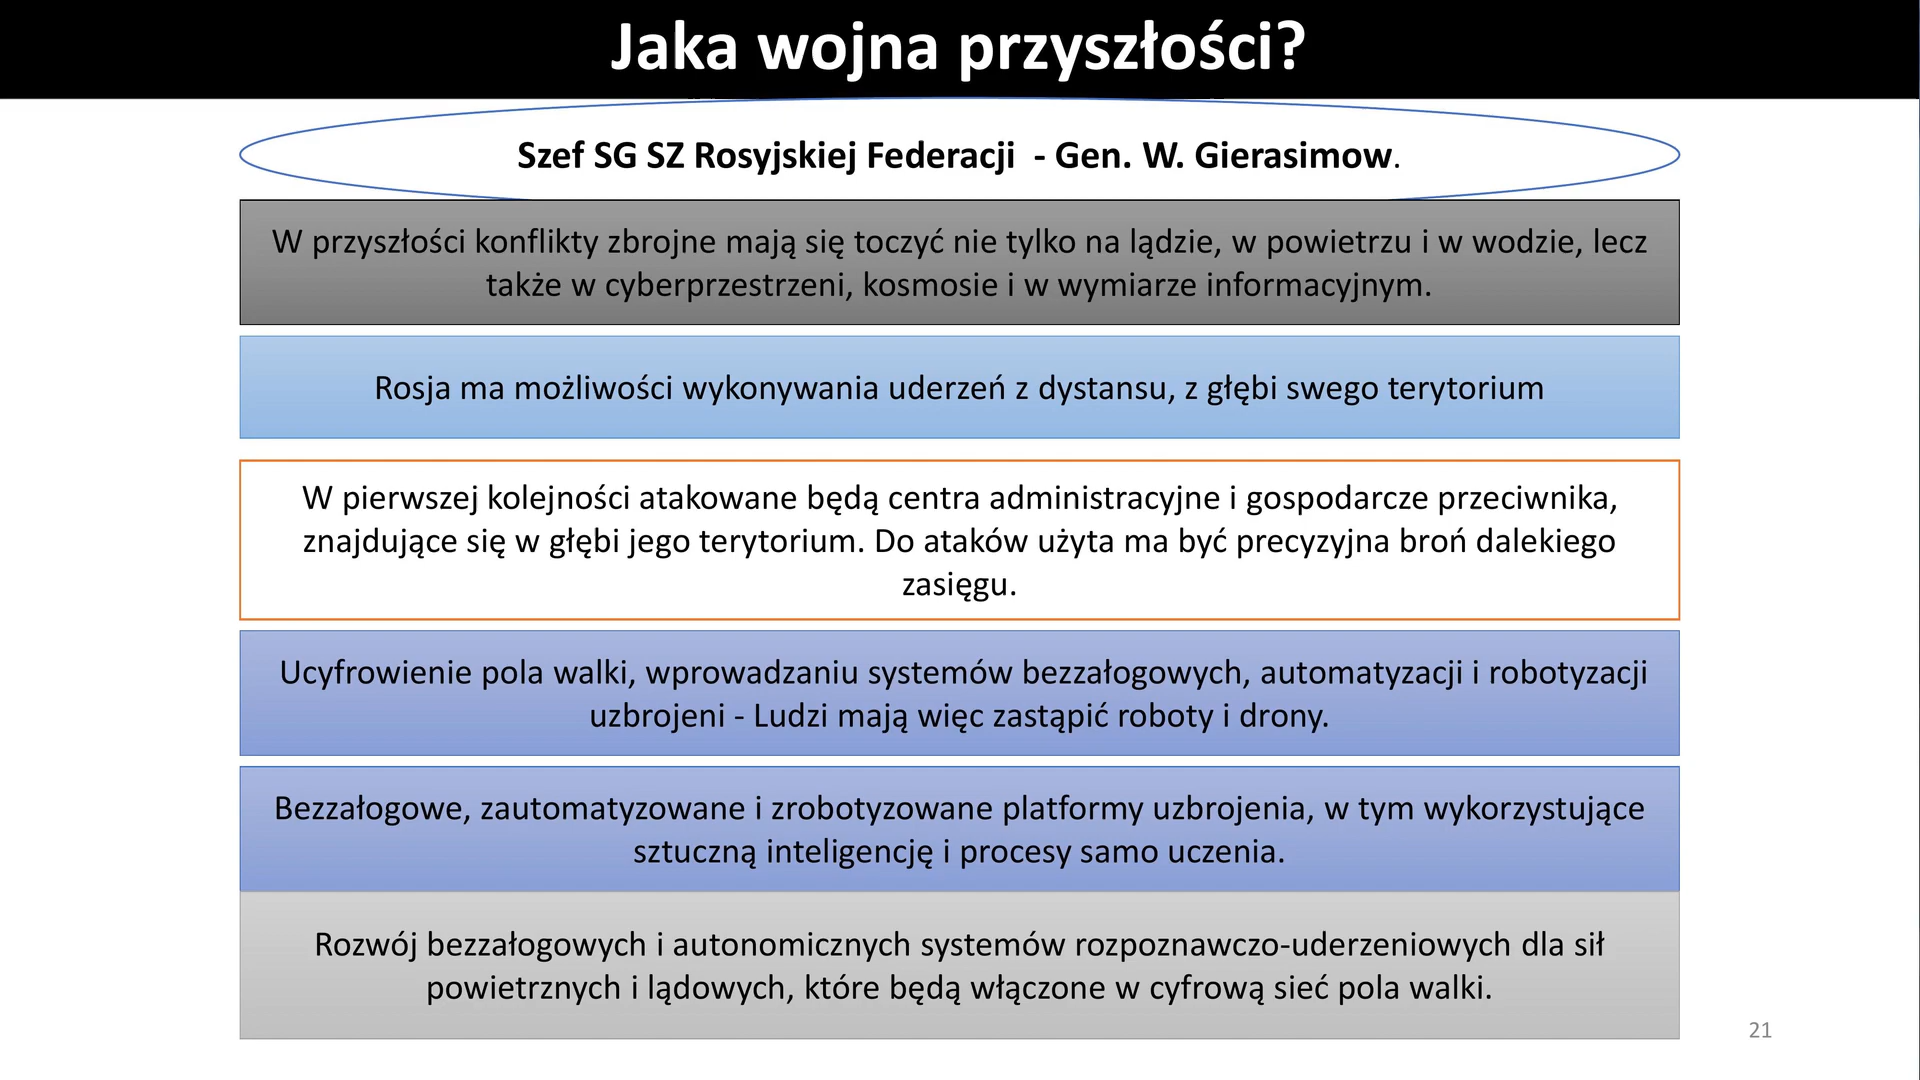 Jaka wojna przyszłości?
Szef SG SZ Rosyjskiej Federacji  - Gen. W. Gierasimow.
W przyszłości konflikty zbrojne mają się toczyć nie tylko na lądzie, w powietrzu i w wodzie, lecz
także w cyberprzestrzeni, kosmosie i w wymiarze informacyjnym.
Rosja ma możliwości wykonywania uderzeń z dystansu, z głębi swego terytorium
W pierwszej kolejności atakowane będą centra administracyjne i gospodarcze przeciwnika,
znajdujące się w głębi jego terytorium. Do ataków użyta ma być precyzyjna broń dalekiego
zasięgu.
Ucyfrowienie pola walki, wprowadzaniu systemów bezzałogowych, automatyzacji i robotyzacji
uzbrojeni - Ludzi mają więc zastąpić roboty i drony.
Bezzałogowe, zautomatyzowane i zrobotyzowane platformy uzbrojenia, w tym wykorzystujące
sztuczną inteligencję i procesy samo uczenia.
Rozwój bezzałogowych i autonomicznych systemów rozpoznawczo-uderzeniowych dla sił
powietrznych i lądowych, które będą włączone w cyfrową sieć pola walki.
21